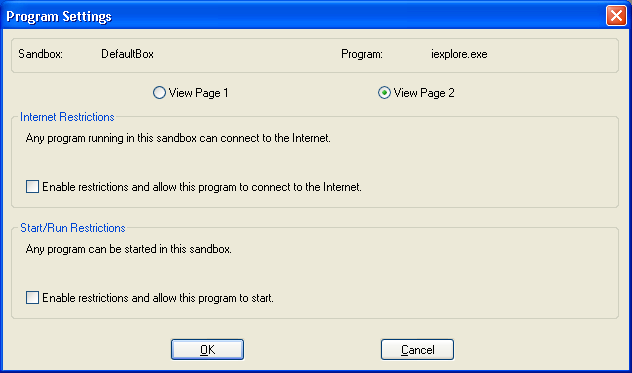 Program Settings
Sandbox: DefaultBox Program: iexplore.exe
View Page 1 View Page 2
Internet Restrictions
Any program running in this sandbox can connect to the Internet.
Enable restrictions and allow this program to connect to the Internet.
Start/Run Restrictions
Any program can be started in this sandbox.
Enable restrictions and allow this program to start.
OK Cancel